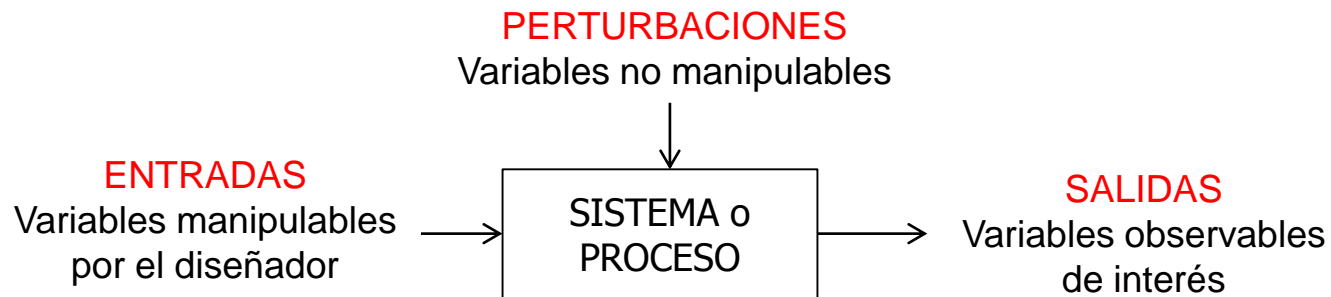 PERTURBACIONES
Variables no manipulables
ENTRADAS
Variables manipulables
por el diseñador
SISTEMA o
PROCESO
SALIDAS
Variables observables
de interés